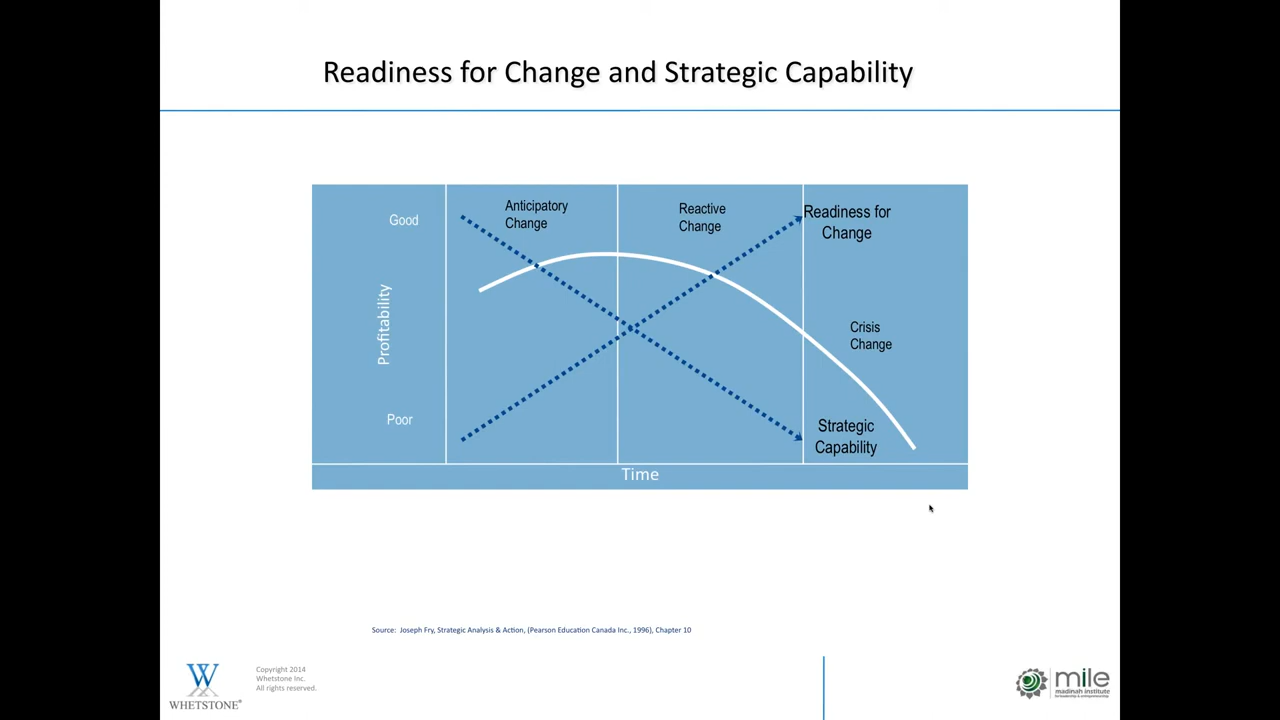 Readiness for Change and Strategic Capability
Good
Anticipatory
Change
Reactive
Change
Readiness for
Change
Profitability
Crisis
Change
Poor
Strategic
Capability
Time
Source: Joseph Fry, Strategic Analysis & Action, (Pearson Education Canada Inc., 1996), Chapter 10
W
WHETSTONE®
Copyright 2014
Whetstone Inc.
All rights reserved.
mile
madinah institute
for leadership & entrepreneurship